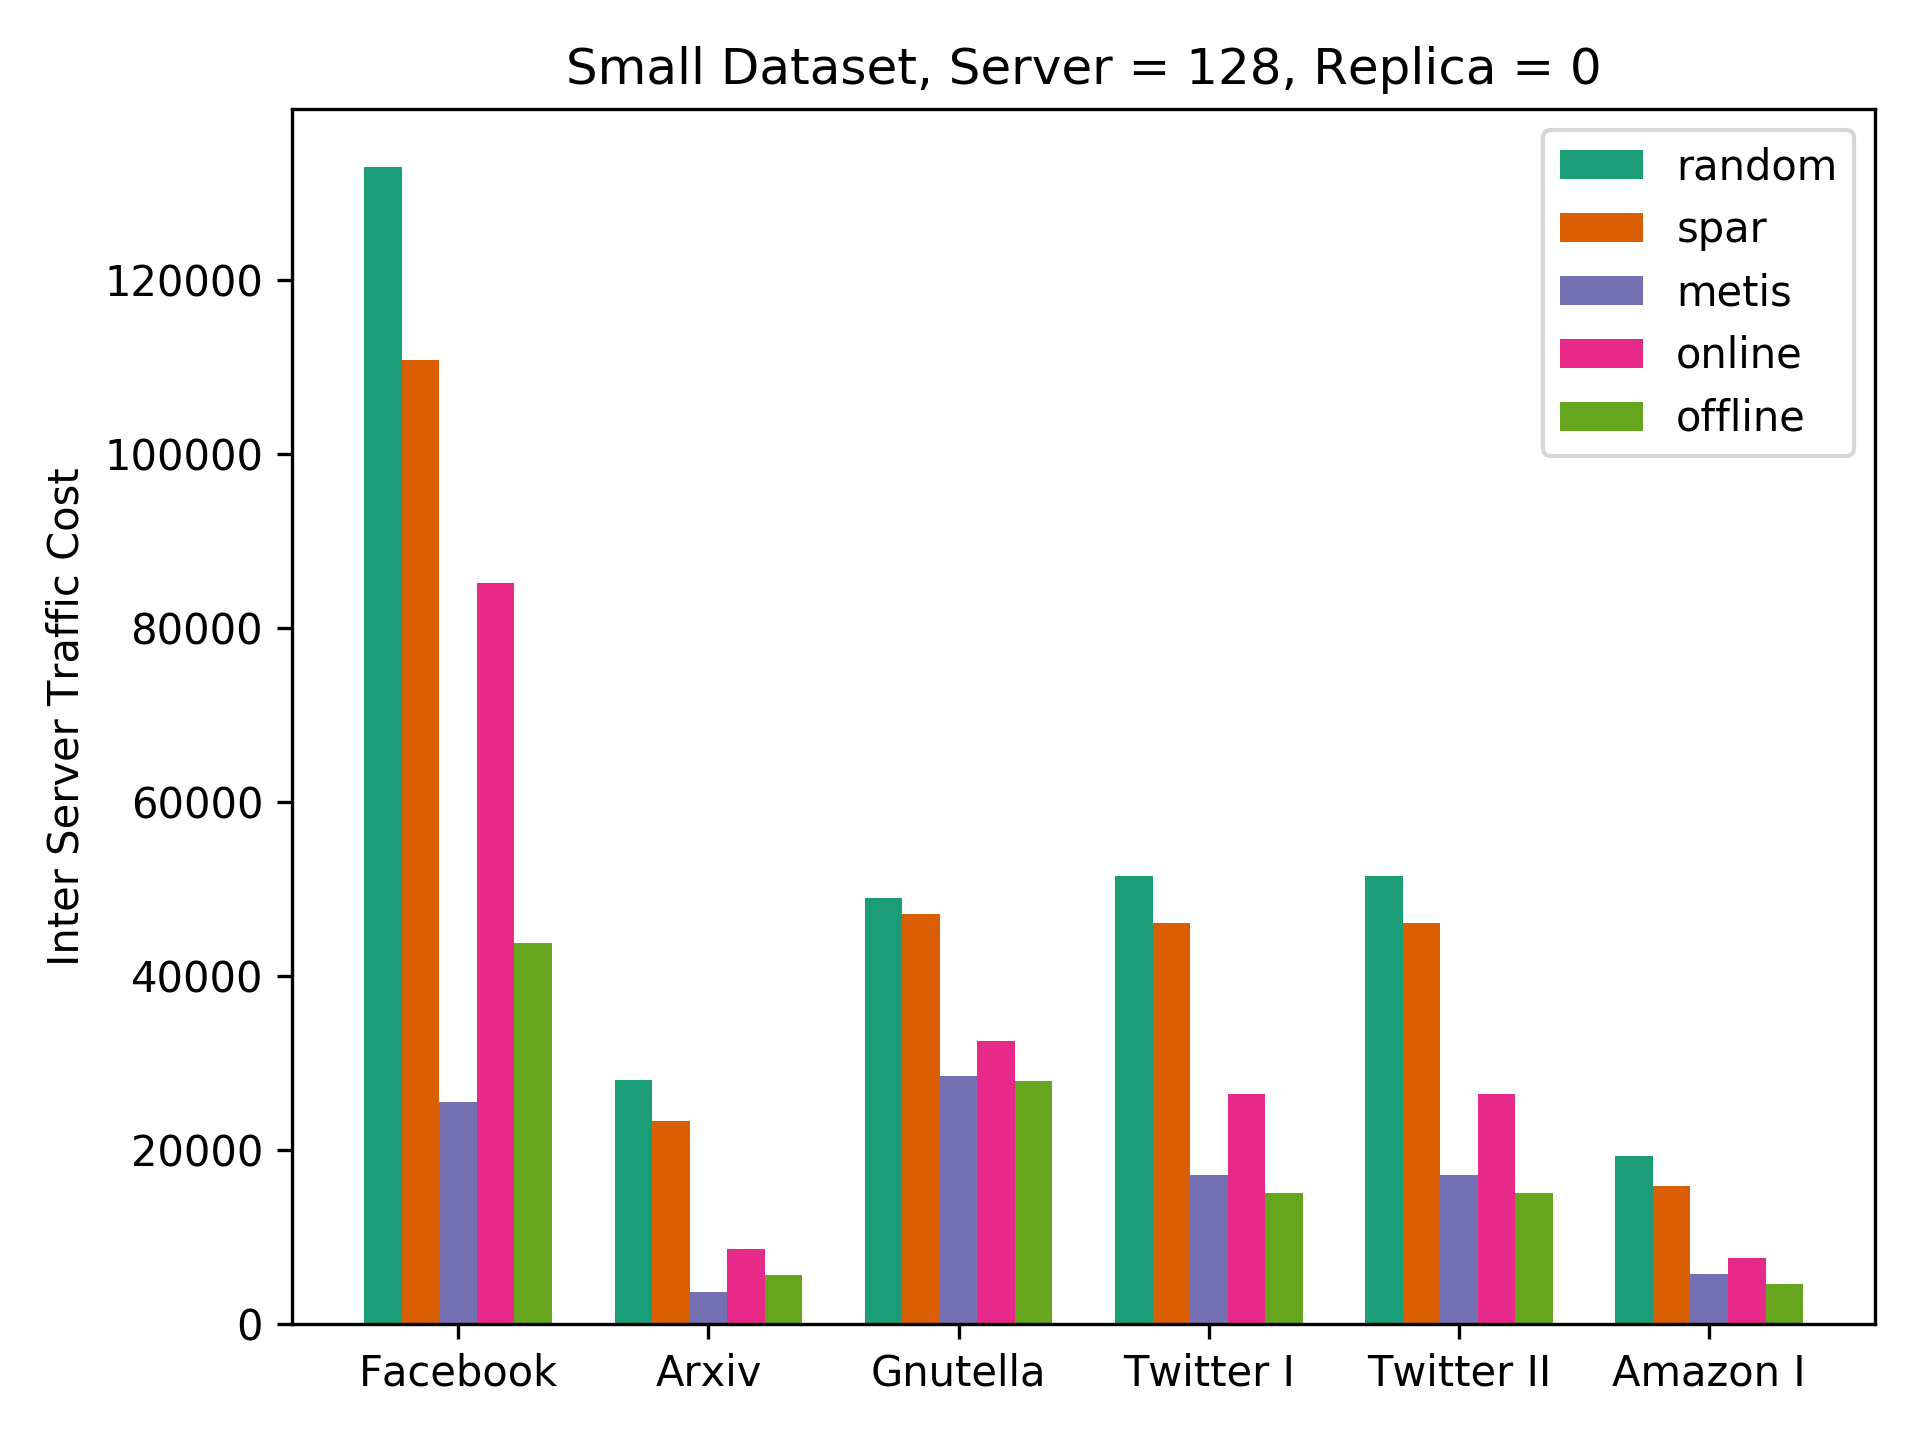 Small Dataset, Server = 128, Replica = 0
random
spar
metis
online
offline
Inter Server Traffic Cost
120000
100000
80000
60000
40000
20000
0
Facebook
Arxiv
Gnutella
Twitter I
Twitter II
Amazon I